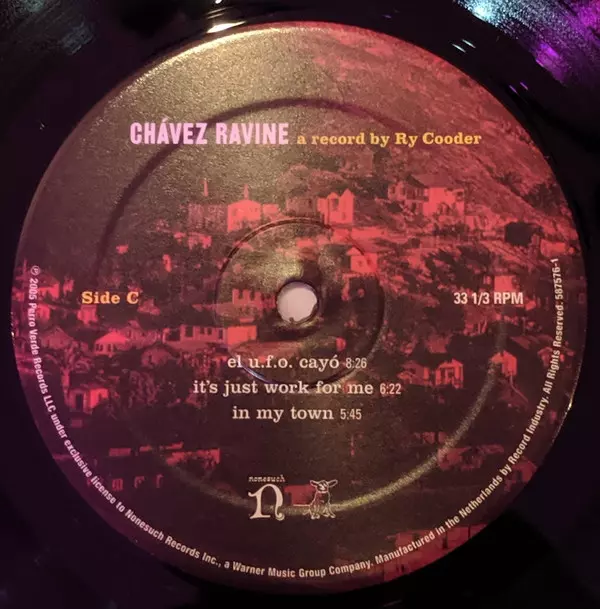 CHÁVEZ RAVINE a record by Ry Cooder
Side C
33 1/3 RPM
el u.f.o. cayó 8:26
it's just work for me 6:22
in my town 5:45
nonesuch
N
℗ 2005 Perro Verde Records LLC under exclusive license to Nonesuch Records Inc., a Warner Music Group Company. Manufactured in the Netherlands by Record Industry. All Rights Reserved. 587576-1